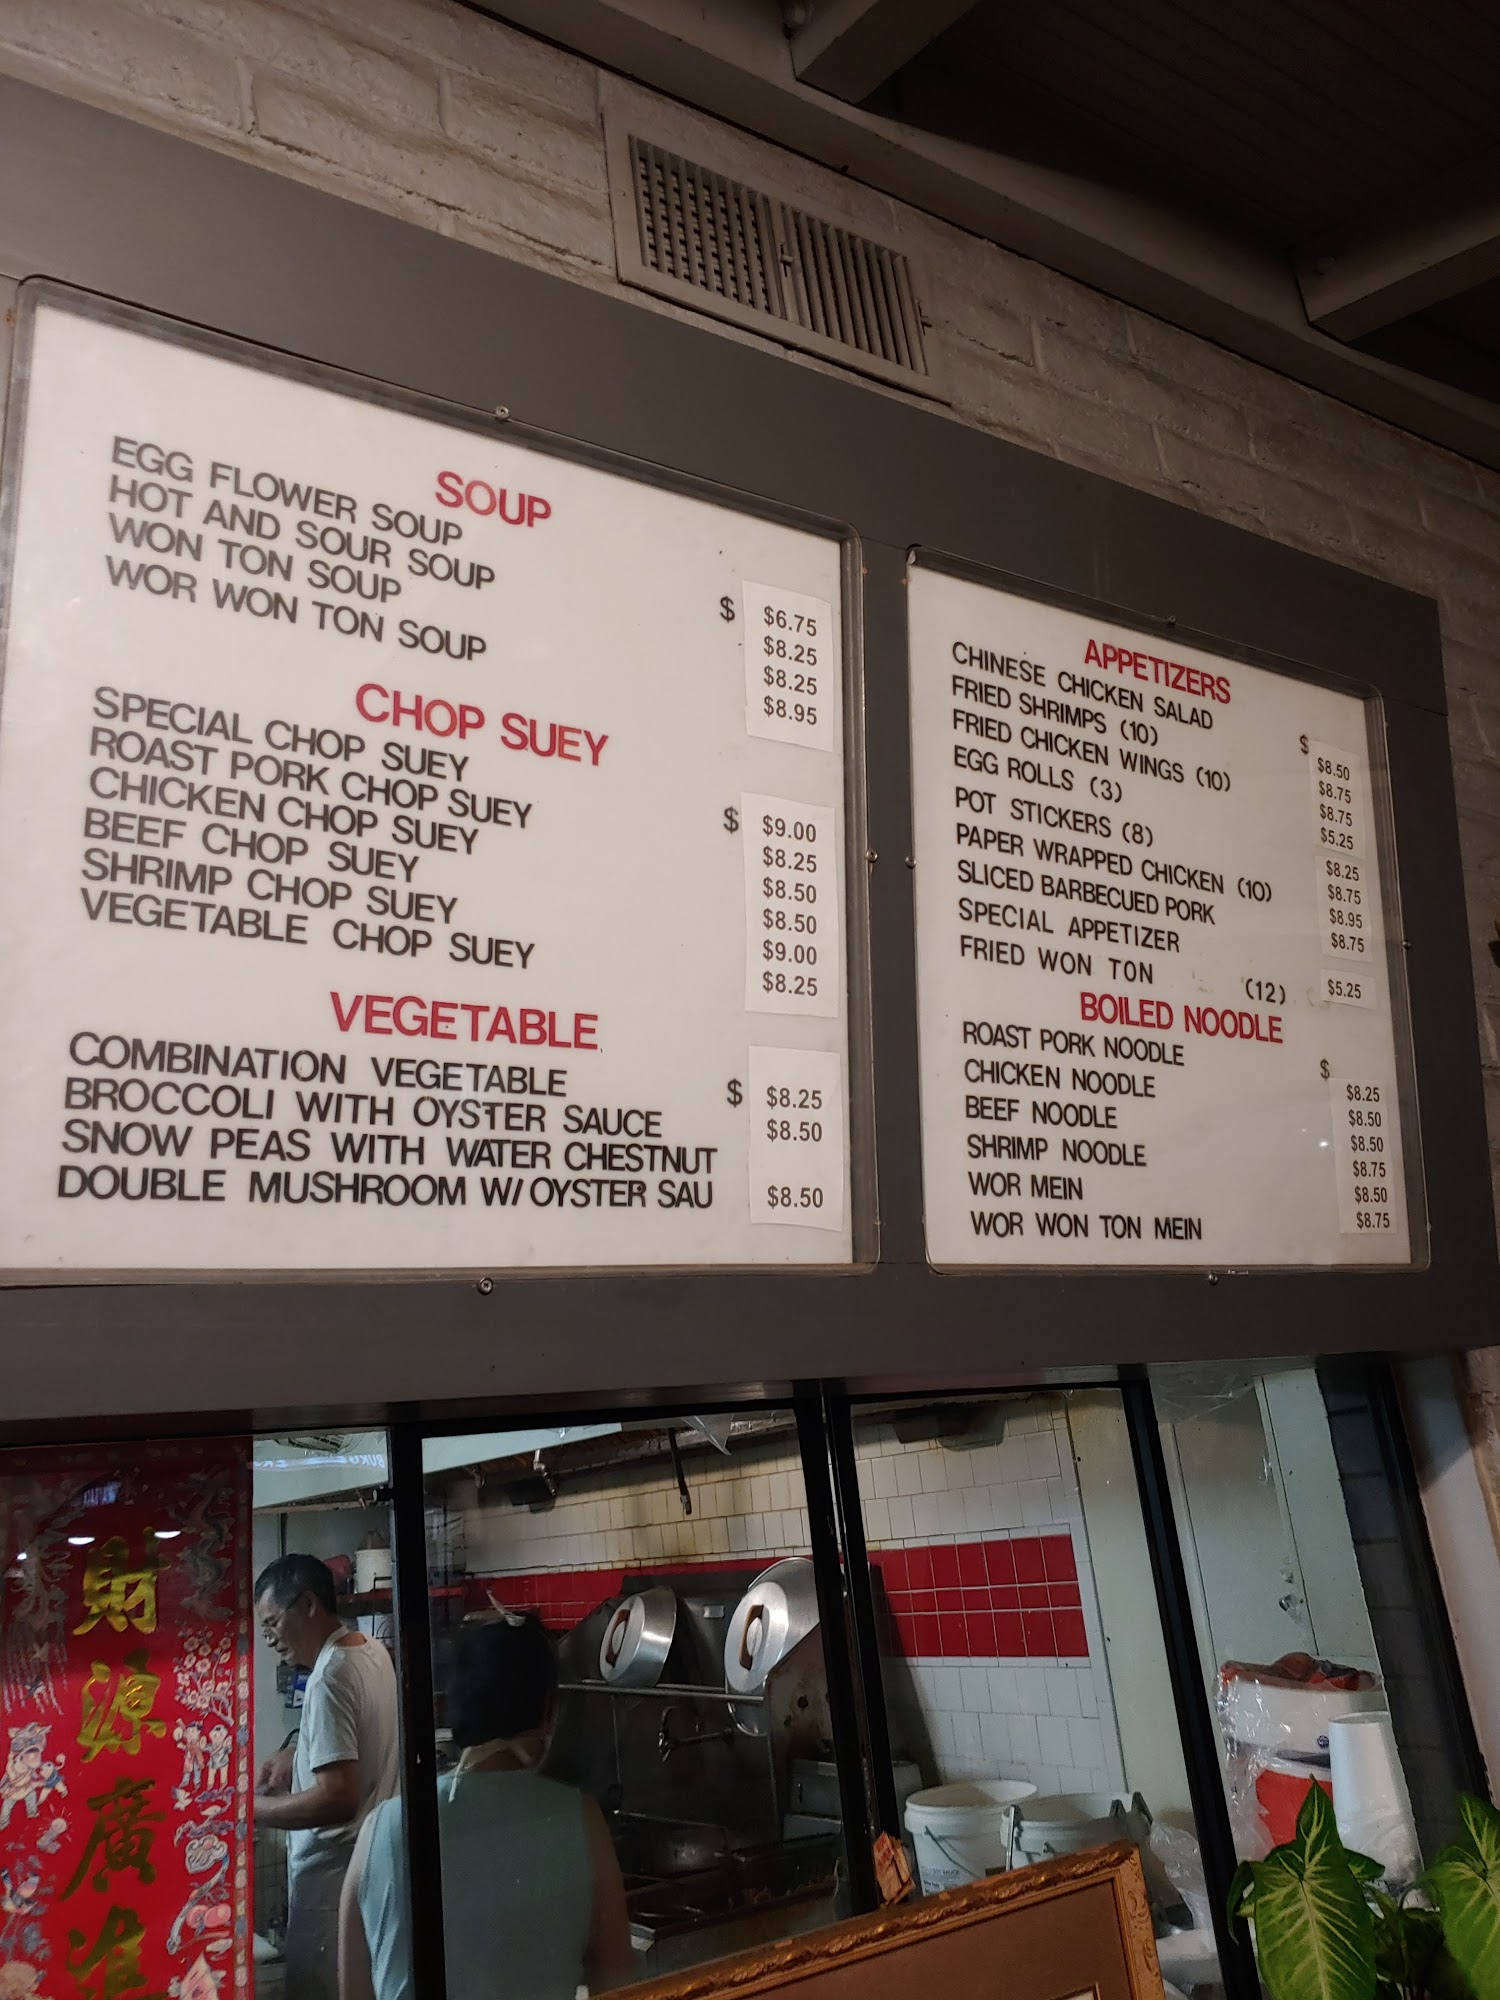 SOUP
EGG FLOWER SOUP $ $6.75
HOT AND SOUR SOUP $8.25
WON TON SOUP $8.25
WOR WON TON SOUP $8.95
CHOP SUEY
SPECIAL CHOP SUEY $ $9.00
ROAST PORK CHOP SUEY $8.25
CHICKEN CHOP SUEY $8.50
BEEF CHOP SUEY $8.50
SHRIMP CHOP SUEY $9.00
VEGETABLE CHOP SUEY $8.25
VEGETABLE
COMBINATION VEGETABLE $ $8.25
BROCCOLI WITH OYSTER SAUCE $8.50
SNOW PEAS WITH WATER CHESTNUT
DOUBLE MUSHROOM W/ OYSTER SAU $8.50
APPETIZERS
CHINESE CHICKEN SALAD $ $8.50
FRIED SHRIMPS (10) $8.75
FRIED CHICKEN WINGS (10) $8.75
EGG ROLLS (3) $5.25
POT STICKERS (8) $8.25
PAPER WRAPPED CHICKEN (10) $8.75
SLICED BARBECUED PORK $8.95
SPECIAL APPETIZER $8.75
FRIED WON TON (12) $5.25
BOILED NOODLE
ROAST PORK NOODLE $ $8.25
CHICKEN NOODLE $8.50
BEEF NOODLE $8.50
SHRIMP NOODLE $8.75
WOR MEIN $8.50
WOR WON TON MEIN $8.75
財源廣進